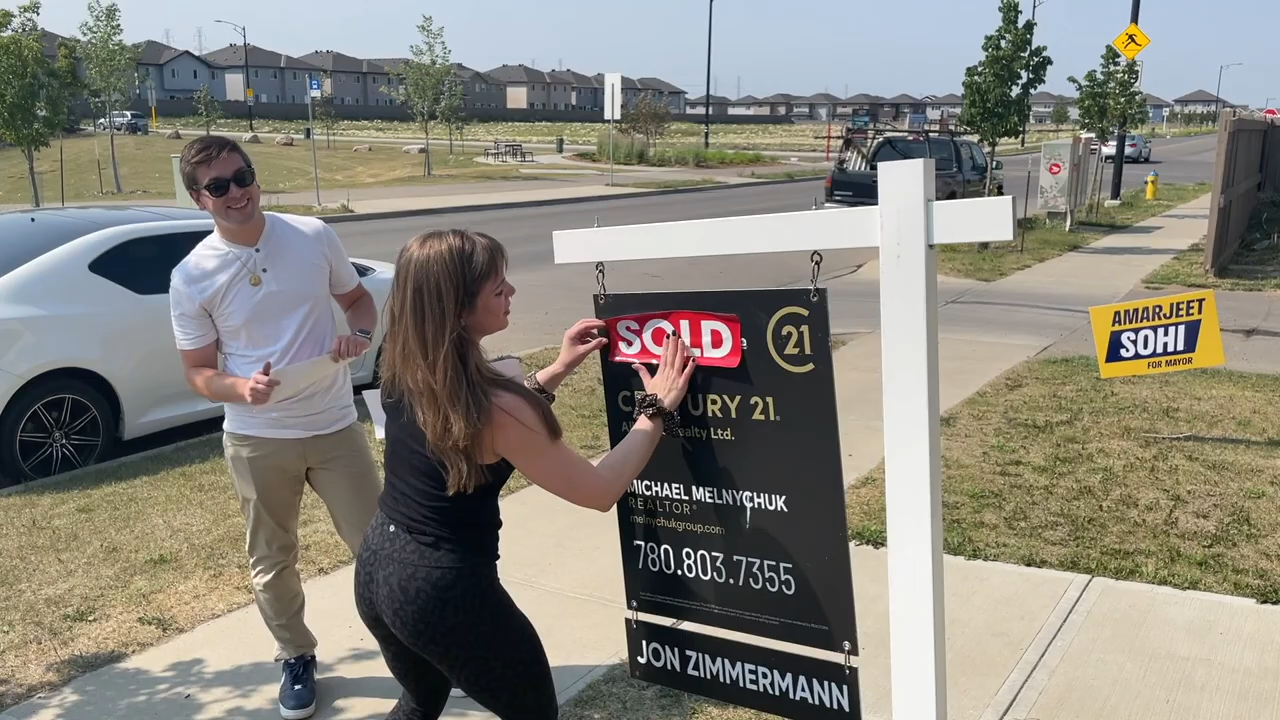 SOLD
21
CENTURY 21.
Realty Ltd.
MICHAEL MELNYCHUK
REALTOR®
melnychukgroup.com
780.803.7355
JON ZIMMERMANN
AMARJEET
SOHI
FOR MAYOR